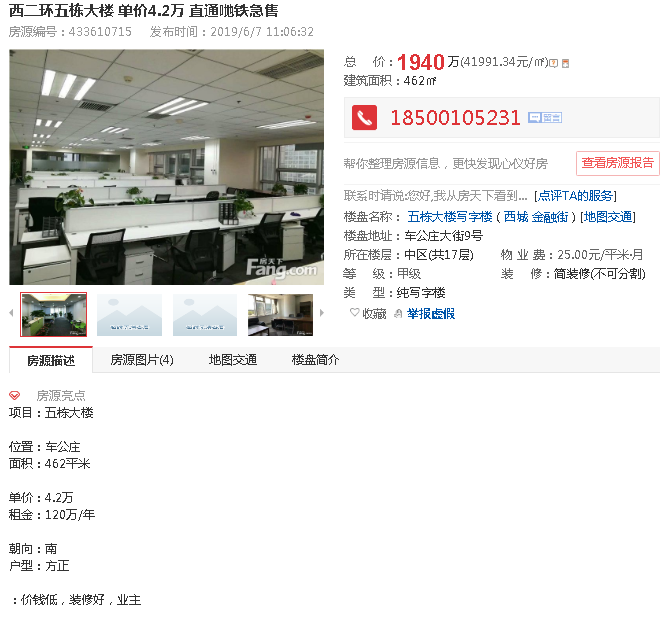 西二环五栋大楼 单价4.2万 直通地铁急售
房源编号：433610715 发布时间：2019/6/7 11:06:32
总 价：1940万(41991.34元/㎡)
建筑面积：462㎡
18500105231 留言
帮你整理房源信息，更快发现心仪好房 查看房源报告
联系时请说:您好,我从房天下看到... [点评TA的服务]
楼盘名称： 五栋大楼写字楼 ( 西城 金融街 ) [地图交通]
楼盘地址：车公庄大街9号
所在楼层：中区(共17层) 物 业 费：25.00元/平米·月
等 级：甲级 装 修：简装修(不可分割)
类 型：纯写字楼
收藏 举报虚假
房天下
Fang.com
房源描述 房源图片(4) 地图交通 楼盘简介
房源亮点
项目：五栋大楼
位置：车公庄
面积：462平米
单价：4.2万
租金：120万/年
朝向：南
户型：方正
：价钱低，装修好，业主